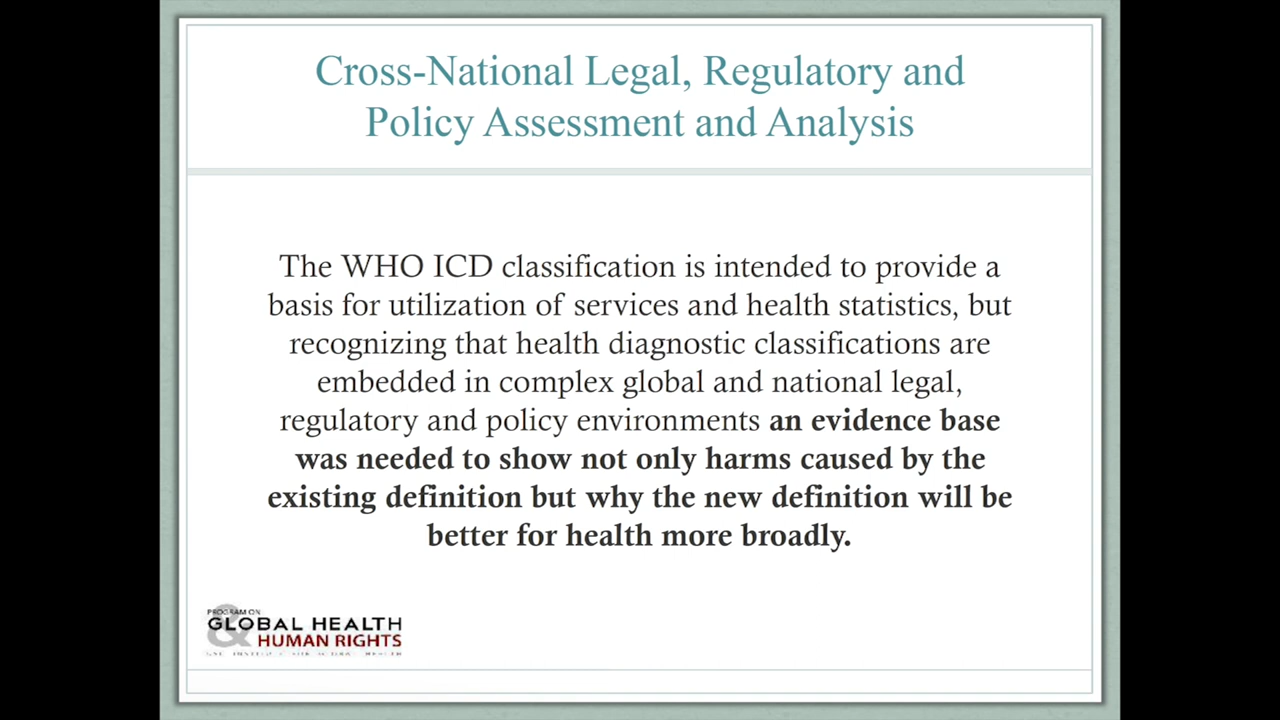 Cross-National Legal, Regulatory and
Policy Assessment and Analysis
The WHO ICD classification is intended to provide a
basis for utilization of services and health statistics, but
recognizing that health diagnostic classifications are
embedded in complex global and national legal,
regulatory and policy environments an evidence base
was needed to show not only harms caused by the
existing definition but why the new definition will be
better for health more broadly.
PROGRAM ON
&
GLOBAL HEALTH
HUMAN RIGHTS